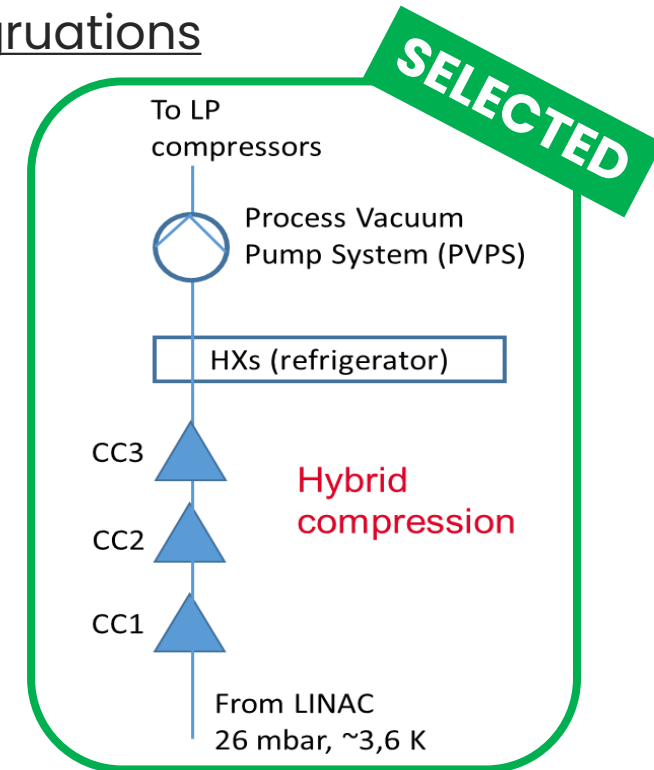 gruations
SELECTED
To LP
compressors
Process Vacuum
Pump System (PVPS)
HXs (refrigerator)
CC3
Hybrid
compression
CC2
CC1
From LINAC
26 mbar, ~3,6 K